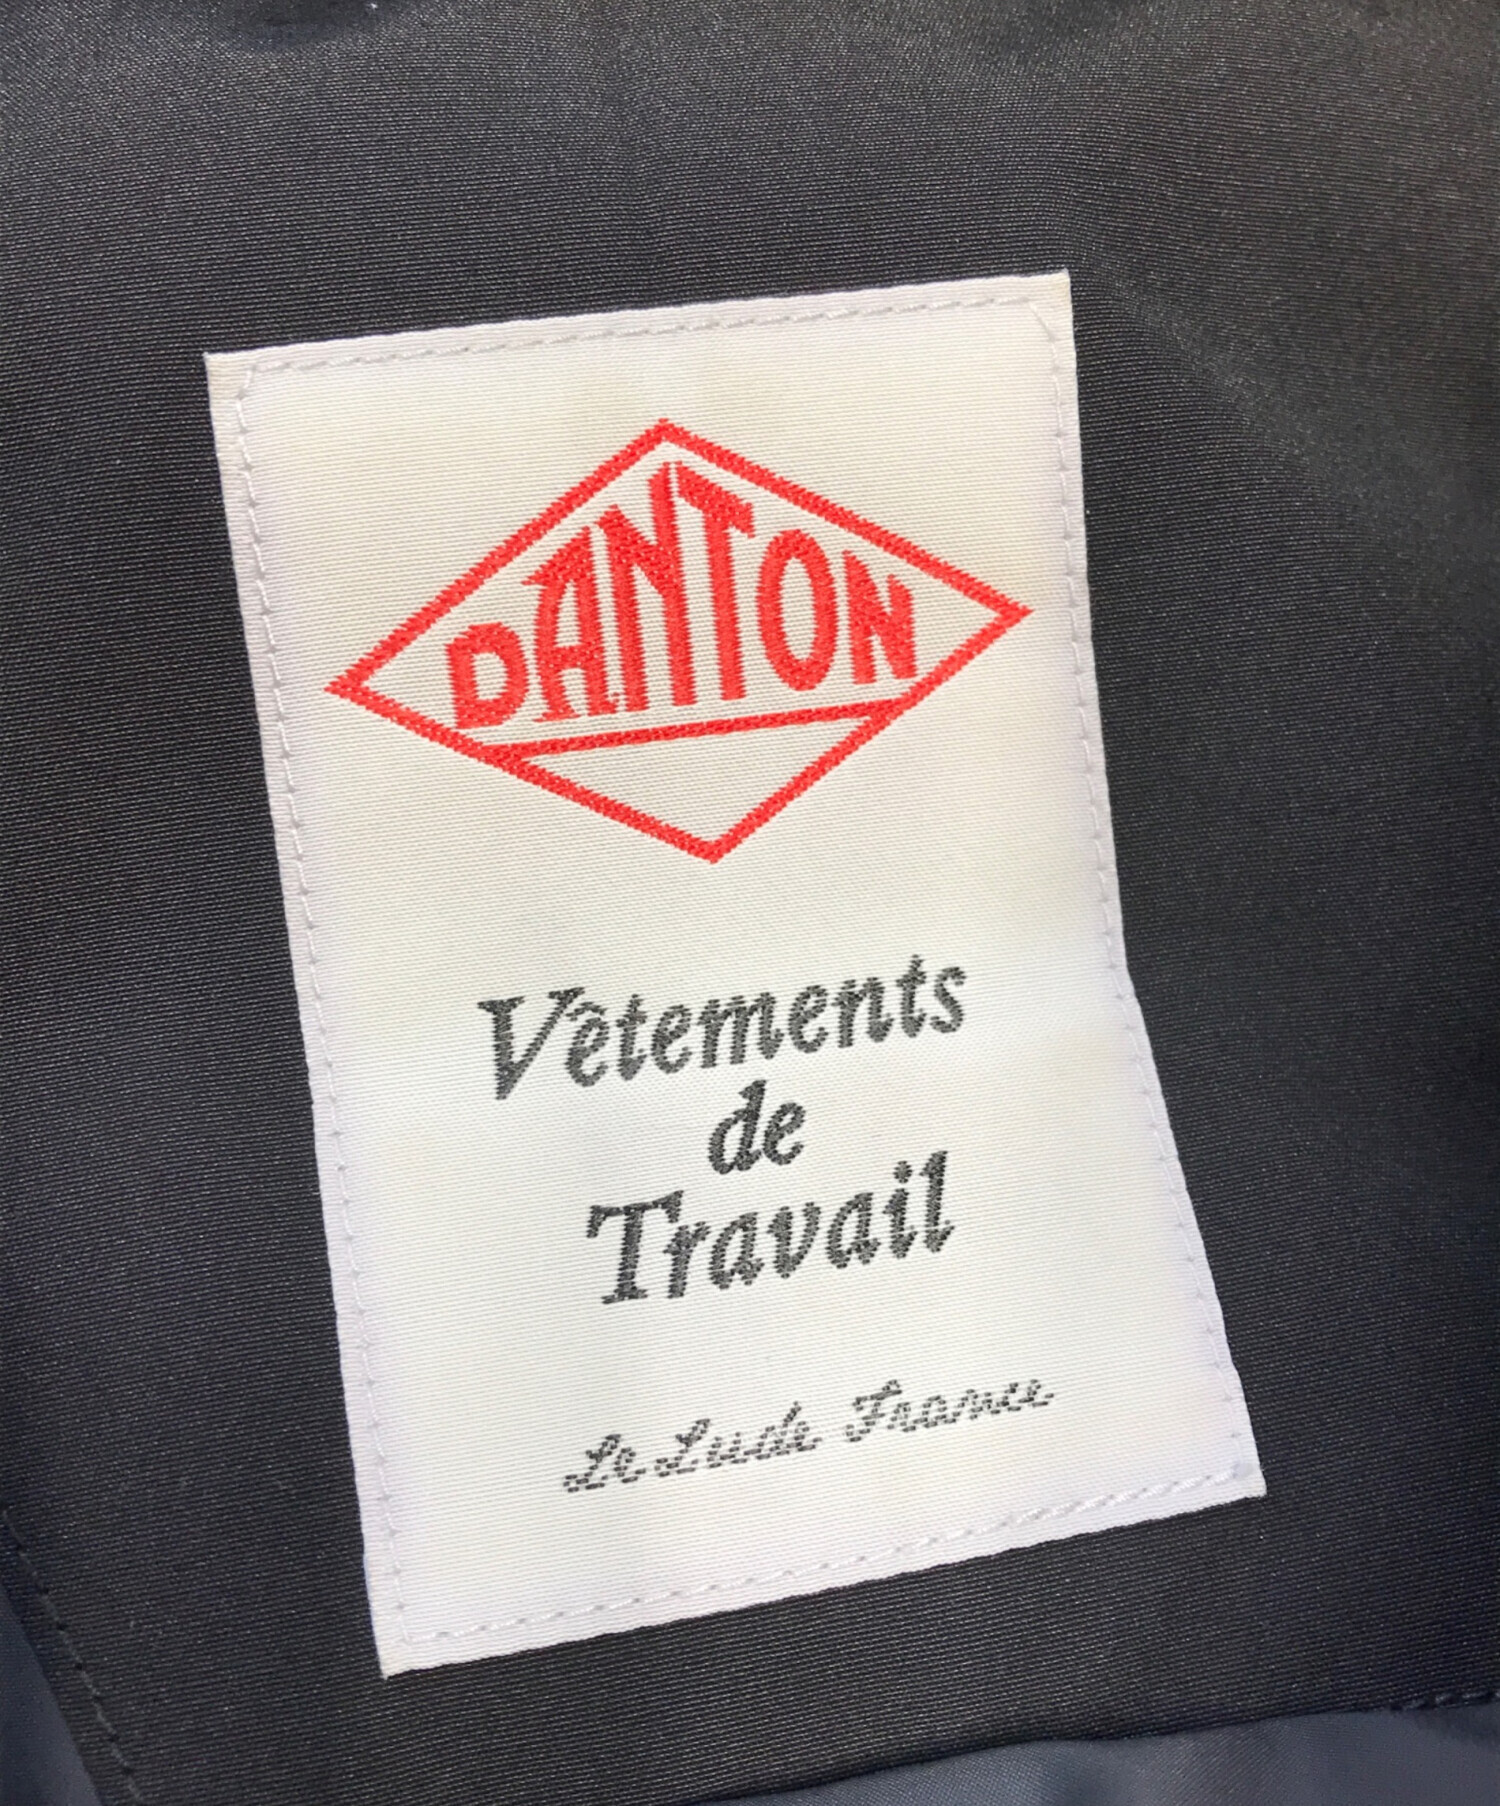 DANTON
Vêtements
de
Travail
Le Lude France